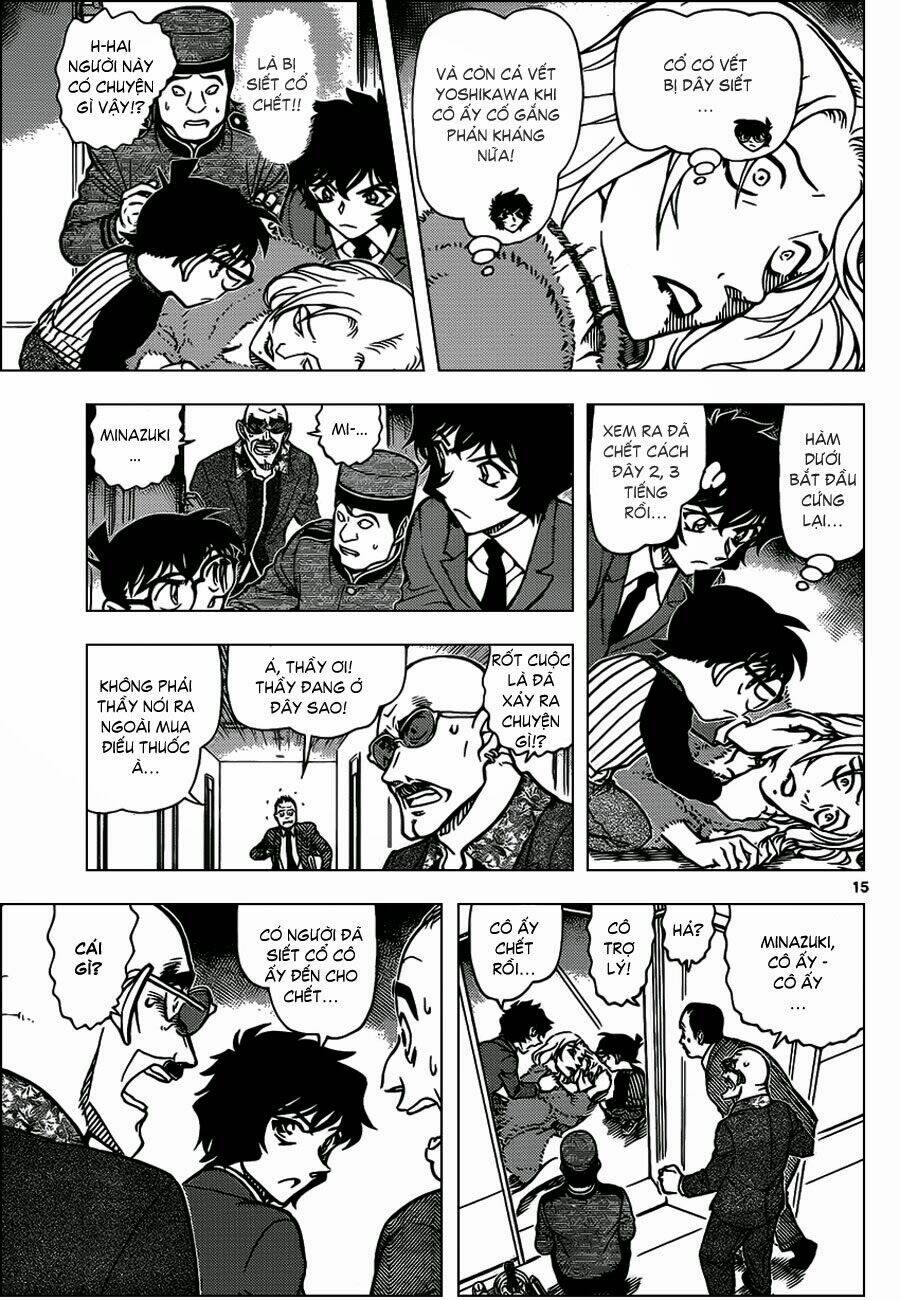 CỔ CÓ VẾT
BỊ DÂY SIẾT
...
VÀ CÒN CẢ VẾT
YOSHIKAWA KHI
CÔ ẤY CỐ GẮNG
PHẢN KHÁNG
NỮA!
LÀ BỊ
SIẾT CỔ
CHẾT!!
H-HAI
NGƯỜI NÀY
CÓ CHUYỆN
GÌ VẬY!?
HÀM
DƯỚI
BẮT ĐẦU
CỨNG
LẠI...
XEM RA ĐÃ
CHẾT CÁCH
ĐÂY 2, 3
TIẾNG
RỒI...
MI-...
MINAZUKI
...
RỐT CUỘC
LÀ ĐÃ
XẢY RA
CHUYỆN
GÌ!?
Á, THẦY ƠI!
THẦY ĐANG Ở
ĐÂY SAO!
KHÔNG PHẢI
THẦY NÓI RA
NGOÀI MUA
ĐIẾU THUỐC
À...
15
MINAZUKI,
CÔ ẤY -
CÔ ẤY
...
HẢ?
CÔ
TRỢ
LÝ!
CÔ ẤY
CHẾT
RỒI...
CÓ NGƯỜI ĐÃ
SIẾT CỔ CÔ
ẤY ĐẾN CHO
CHẾT...
CÁI
GÌ?